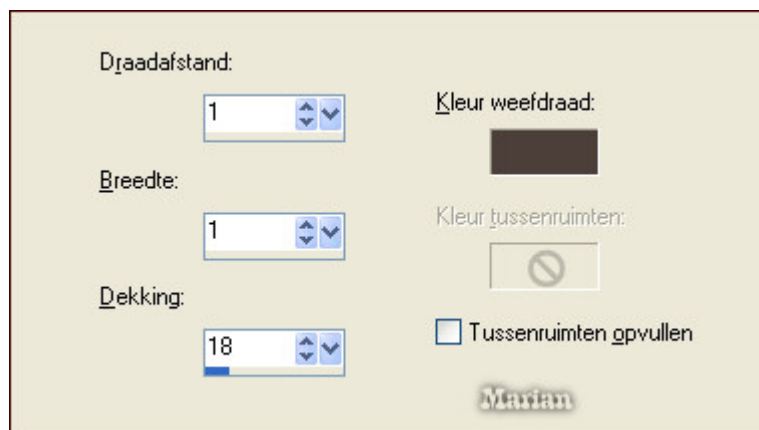 Draadafstand:
1
Breedte:
1
Dekking:
18
Kleur weefdraad:
Kleur tussenruimten:
Tussenruimten opvullen
Marian